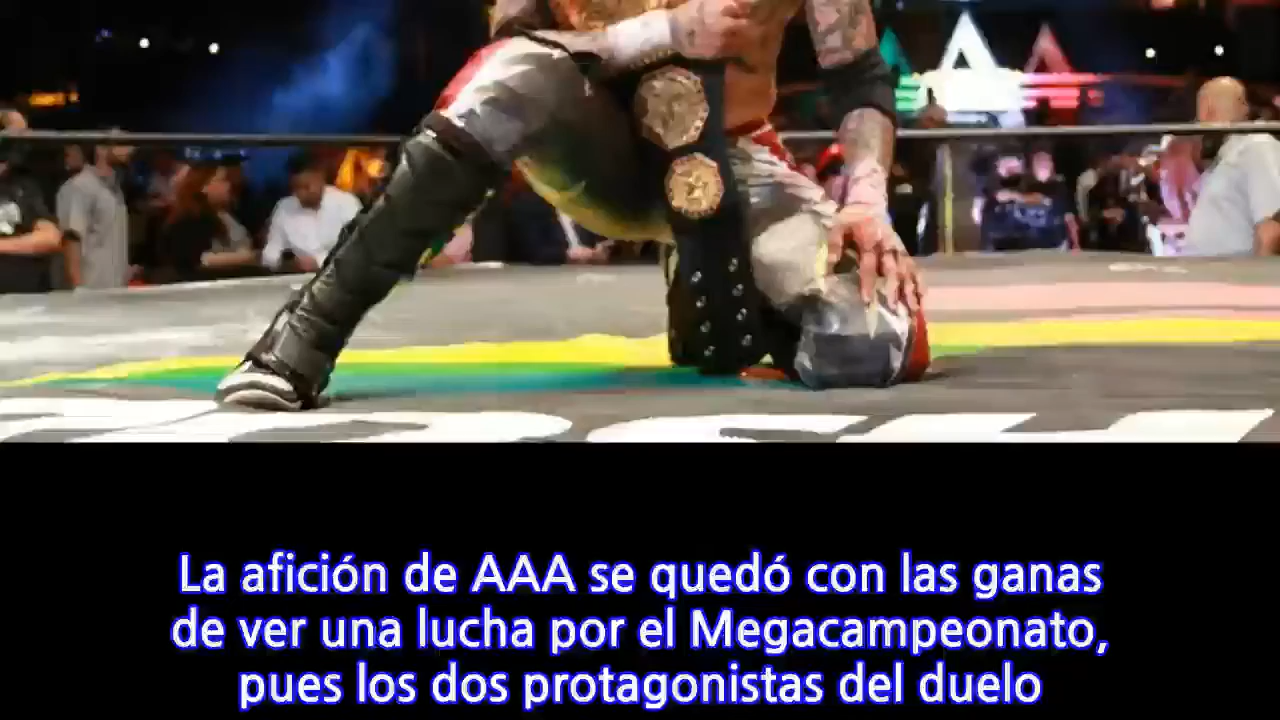 AAA
La afición de AAA se quedó con las ganas
de ver una lucha por el Megacampeonato,
pues los dos protagonistas del duelo